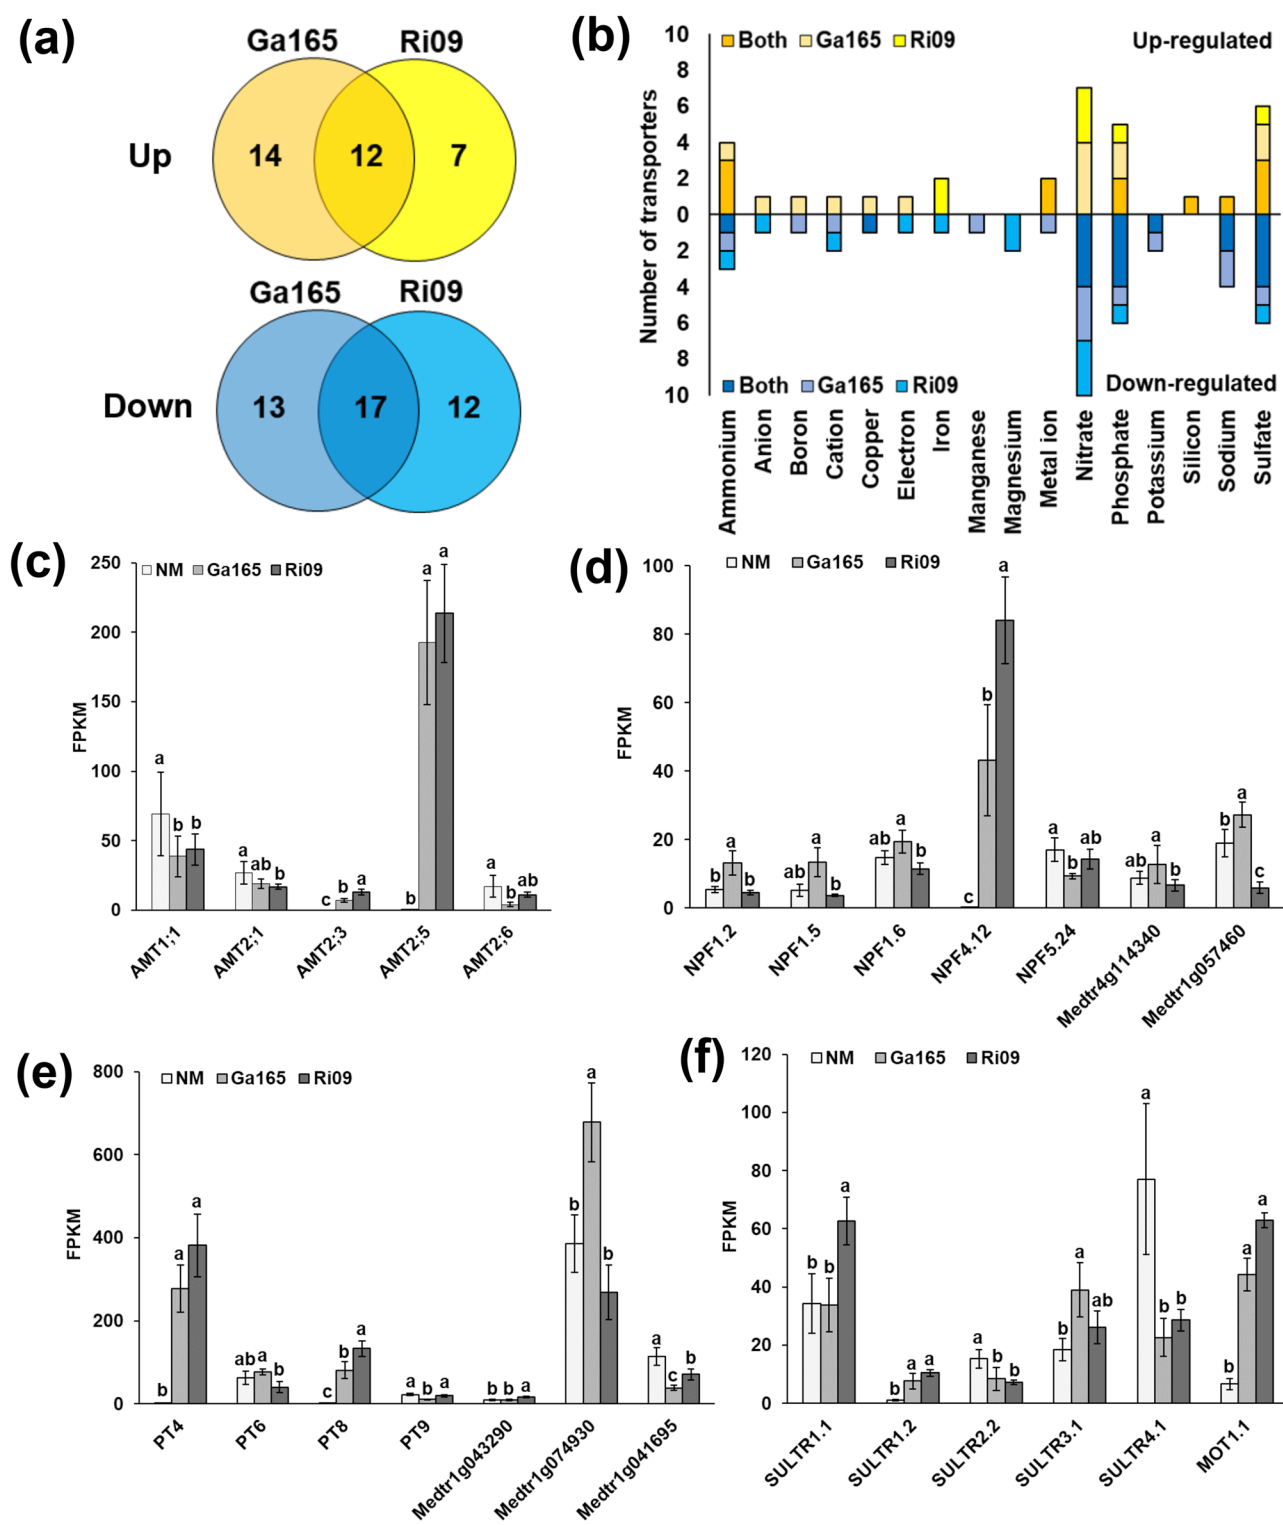 (a)
Ga165 Ri09
Up 14 12 7
Ga165 Ri09
Down 13 17 12
(b)
Number of transporters
10
8
6
4
2
0
2
4
6
8
10
Both Ga165 Ri09 Up-regulated
Both Ga165 Ri09 Down-regulated
Ammonium
Anion
Boron
Cation
Copper
Electron
Iron
Manganese
Magnesium
Metal ion
Nitrate
Phosphate
Potassium
Silicon
Sodium
Sulfate
(c)
NM Ga165 Ri09
FPKM
250
200
150
100
50
0
a b b
a ab b
c b a
b a a
a b ab
AMT1;1
AMT2;1
AMT2;3
AMT2;5
AMT2;6
(d)
NM Ga165 Ri09
FPKM
100
80
60
40
20
0
b a b
ab a b
ab a b
c b a
a b ab
ab a b
b a c
NPF1.2
NPF1.5
NPF1.6
NPF4.12
NPF5.24
Medtr4g114340
Medtr1g057460
(e)
NM Ga165 Ri09
FPKM
800
600
400
200
0
b a a
ab a b
c b a
a b a
b b a
b a b
a c b
PT4
PT6
PT8
PT9
Medtr1g043290
Medtr1g074930
Medtr1g041695
(f)
NM Ga165 Ri09
FPKM
120
100
80
60
40
20
0
b b a
b a a
a b b
b a ab
a b b
b a a
SULTR1.1
SULTR1.2
SULTR2.2
SULTR3.1
SULTR4.1
MOT1.1